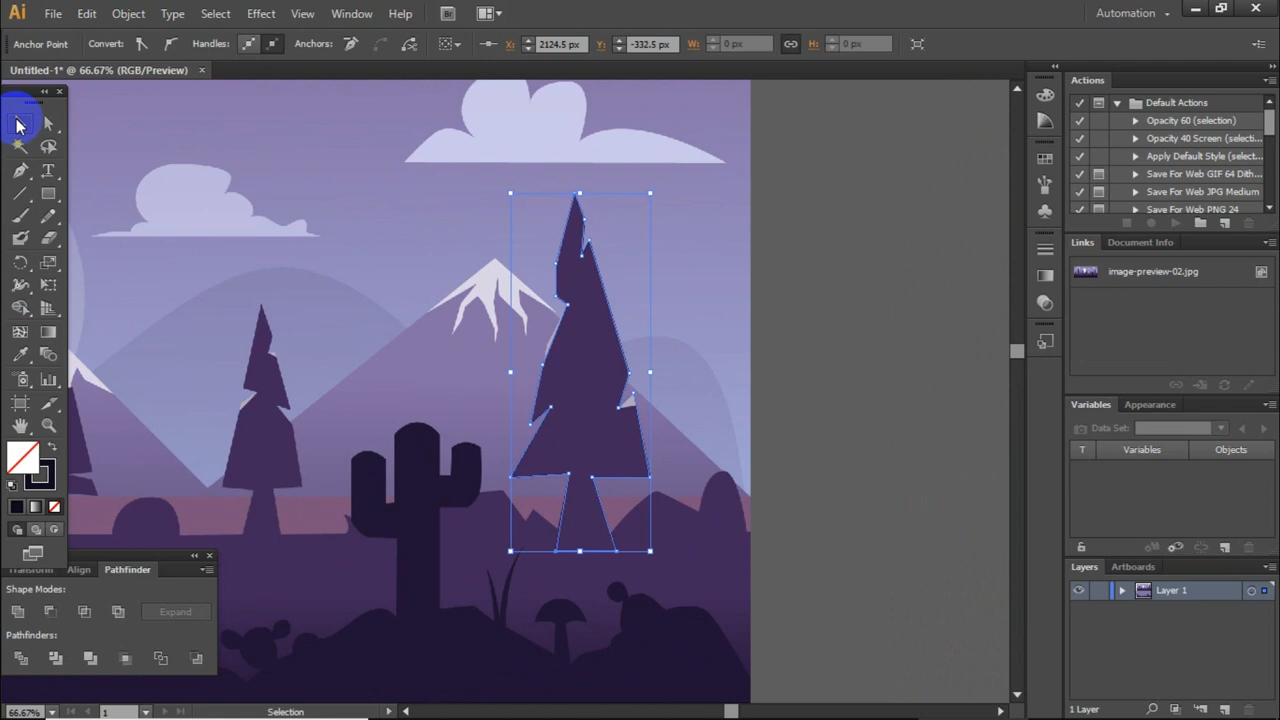 Ai File Edit Object Type Select Effect View Window Help Br Automation
Anchor Point Convert: Handles: Anchors: X: 2124.5 px Y: -332.5 px W: 0 px H: 0 px
Untitled-1* @ 66.67% (RGB/Preview) ×
Actions
Default Actions
Opacity 60 (selection)
Opacity 40 Screen (selecti...
Apply Default Style (select...
Save For Web GIF 64 Dith...
Save For Web JPG Medium
Save For Web PNG 24
Links Document Info
image-preview-02.jpg
Variables Appearance
Data Set:
T Variables Objects
Transform Align Pathfinder
Shape Modes:
Expand
Pathfinders:
Layers Artboards
Layer 1
1 Layer
66.67% 1 Selection